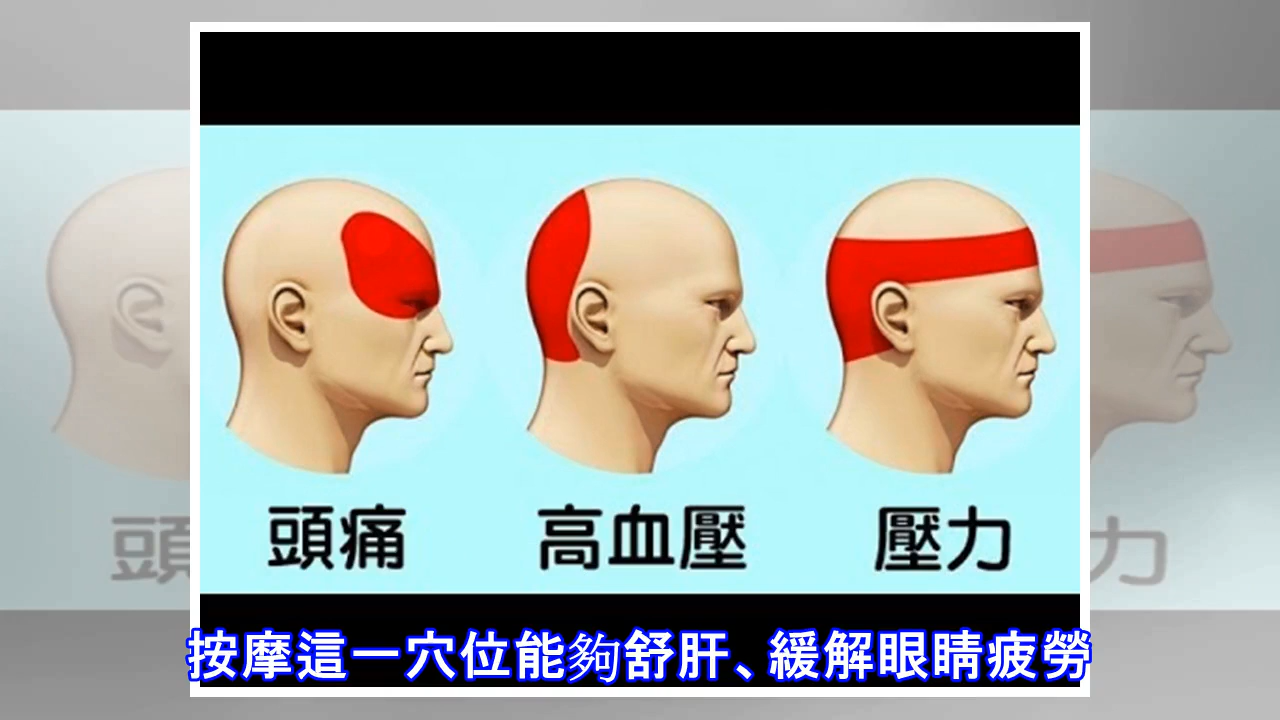 頭痛
高血壓
壓力
按摩這一穴位能夠舒肝、緩解眼睛疲勞